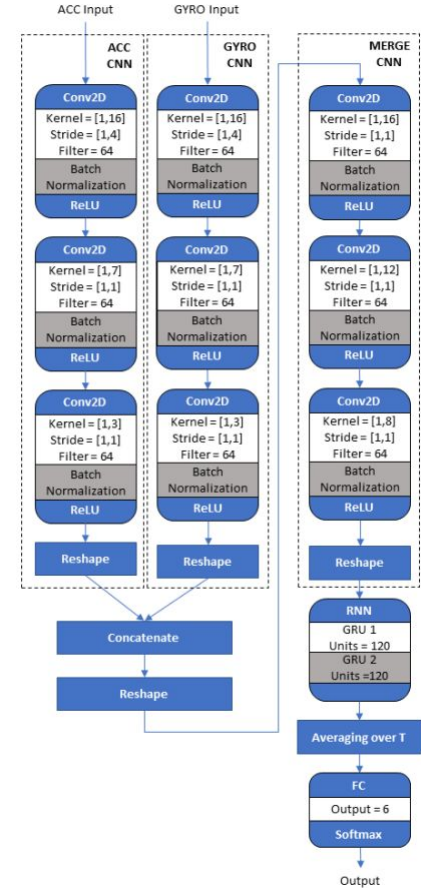 ACC Input
ACC
CNN
Conv2D
Kernel = [1,16]
Stride = [1,4]
Filter = 64
Batch
Normalization
ReLU
Conv2D
Kernel = [1,7]
Stride = [1,1]
Filter = 64
Batch
Normalization
ReLU
Conv2D
Kernel = [1,3]
Stride = [1,1]
Filter = 64
Batch
Normalization
ReLU
Reshape
GYRO Input
GYRO
CNN
Conv2D
Kernel = [1,16]
Stride = [1,4]
Filter = 64
Batch
Normalization
ReLU
Conv2D
Kernel = [1,7]
Stride = [1,1]
Filter = 64
Batch
Normalization
ReLU
Conv2D
Kernel = [1,3]
Stride = [1,1]
Filter = 64
Batch
Normalization
ReLU
Reshape
Concatenate
Reshape
MERGE
CNN
Conv2D
Kernel = [1,16]
Stride = [1,1]
Filter = 64
Batch
Normalization
ReLU
Conv2D
Kernel = [1,12]
Stride = [1,1]
Filter = 64
Batch
Normalization
ReLU
Conv2D
Kernel = [1,8]
Stride = [1,1]
Filter = 64
Batch
Normalization
ReLU
Reshape
RNN
GRU 1
Units = 120
GRU 2
Units =120
Averaging over T
FC
Output = 6
Softmax
Output